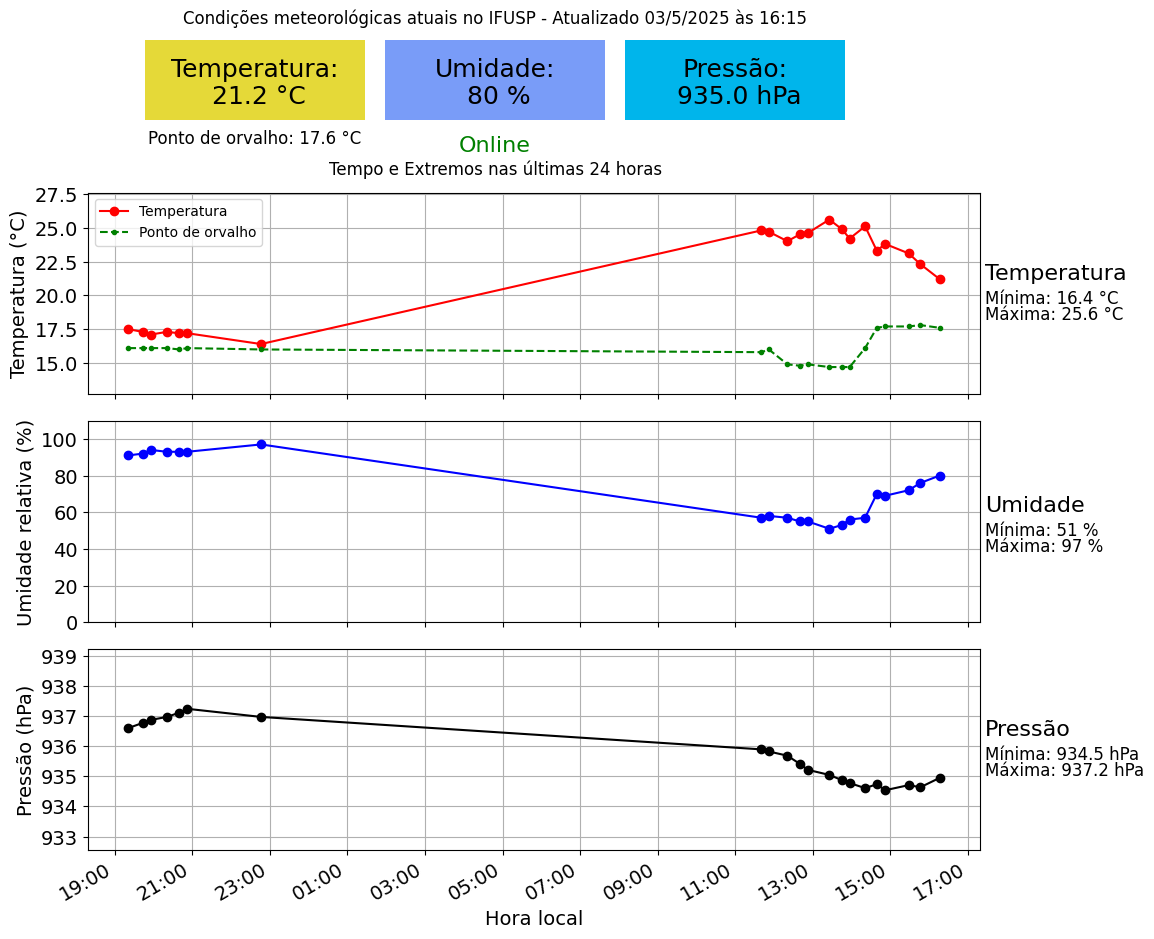 Condições meteorológicas atuais no IFUSP - Atualizado 03/5/2025 às 16:15
Temperatura:
21.2 °C
Umidade:
80 %
Pressão:
935.0 hPa
Ponto de orvalho: 17.6 °C
Online
Tempo e Extremos nas últimas 24 horas
Temperatura (°C)
27.5
25.0
22.5
20.0
17.5
15.0
Temperatura
Ponto de orvalho
Temperatura
Mínima: 16.4 °C
Máxima: 25.6 °C
Umidade relativa (%)
100
80
60
40
20
0
Umidade
Mínima: 51 %
Máxima: 97 %
Pressão (hPa)
939
938
937
936
935
934
933
Pressão
Mínima: 934.5 hPa
Máxima: 937.2 hPa
19:00
21:00
23:00
01:00
03:00
05:00
07:00
09:00
11:00
13:00
15:00
17:00
Hora local